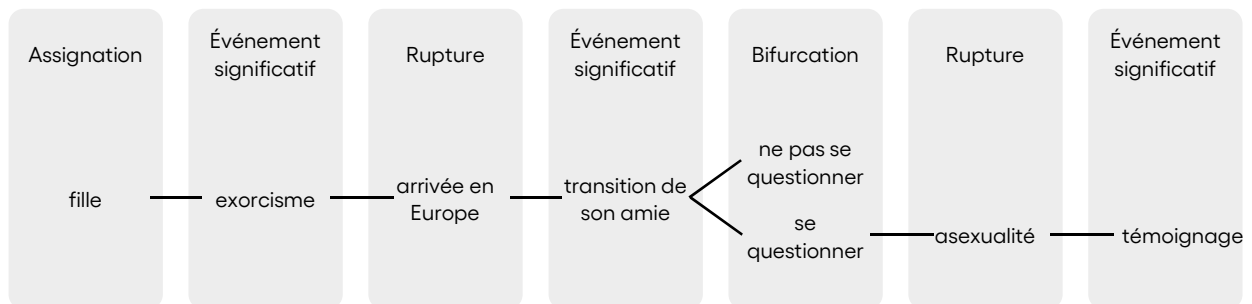 Assignation
Événement
significatif
Rupture
Événement
significatif
Bifurcation
Rupture
Événement
significatif
fille
exorcisme
arrivée en
Europe
transition de
son amie
ne pas se
questionner
se
questionner
asexualité
témoignage